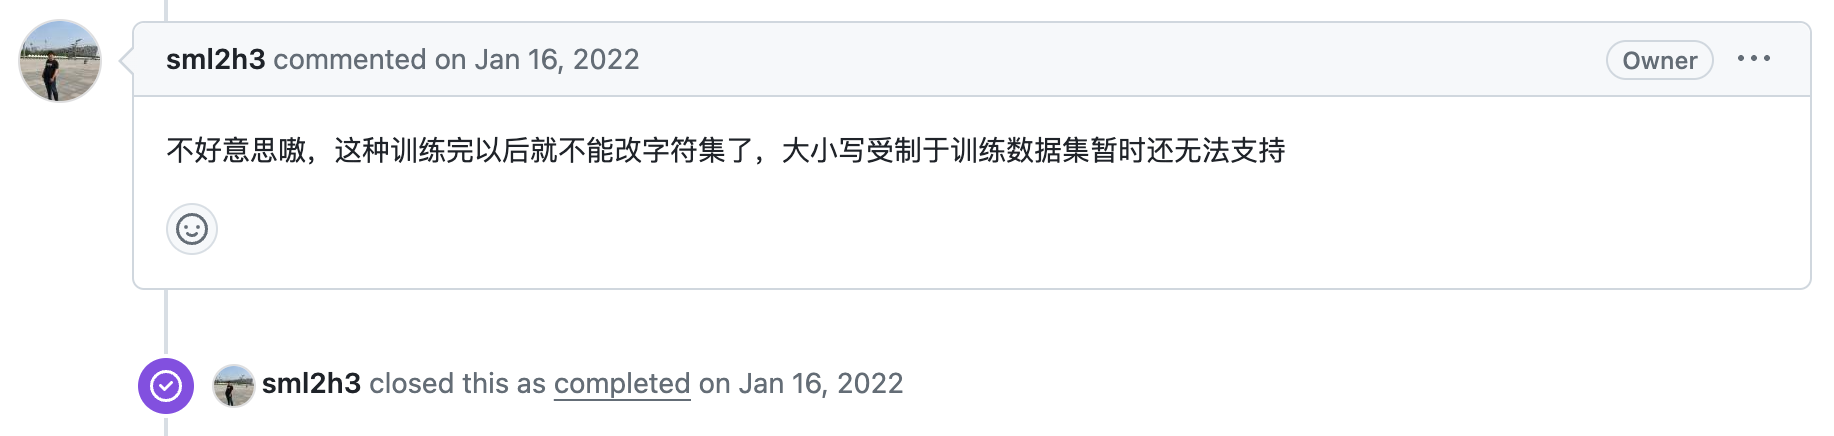 sml2h3 commented on Jan 16, 2022
Owner
不好意思嗷，这种训练完以后就不能改字符集了，大小写受制于训练数据集暂时还无法支持
sml2h3 closed this as completed on Jan 16, 2022